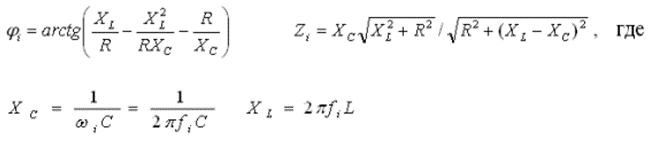 φᵢ = arctg(X_L/R − X_L²/(RX_C) − R/X_C)    Zᵢ = X_C√(X_L² + R²) / √(R² + (X_L − X_C)²) , где
X_C = 1/(ωᵢC) = 1/(2πfᵢC)    X_L = 2πfᵢL